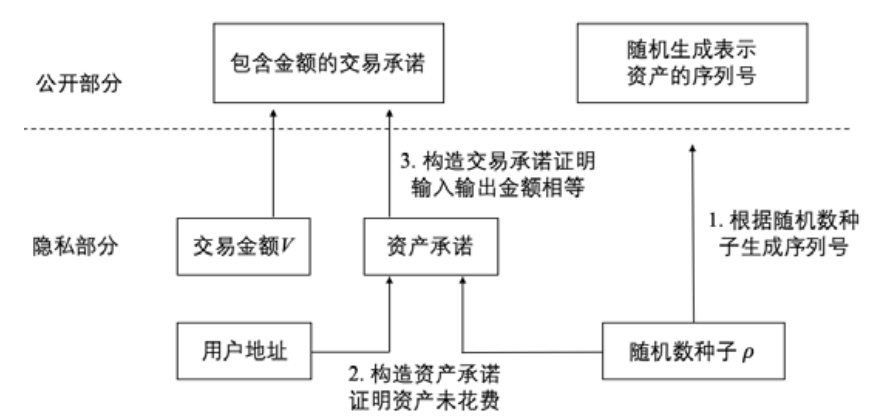 包含金额的交易承诺
随机生成表示
资产的序列号
公开部分
3. 构造交易承诺证明
输入输出金额相等
1. 根据随机数种
子生成序列号
隐私部分
交易金额V
资产承诺
用户地址
随机数种子 ρ
2. 构造资产承诺
证明资产未花费